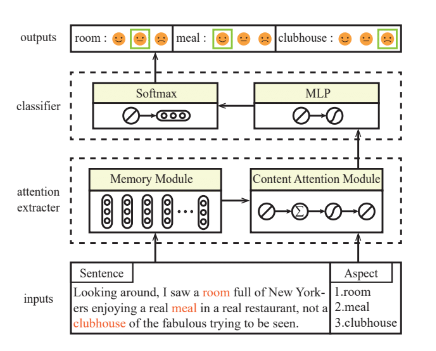 outputs
room :
meal :
clubhouse :
classifier
Softmax
MLP
attention
extracter
Memory Module
Content Attention Module
Σ
inputs
Sentence
Looking around, I saw a room full of New York-
ers enjoying a real meal in a real restaurant, not a
clubhouse of the fabulous trying to be seen.
Aspect
1.room
2.meal
3.clubhouse